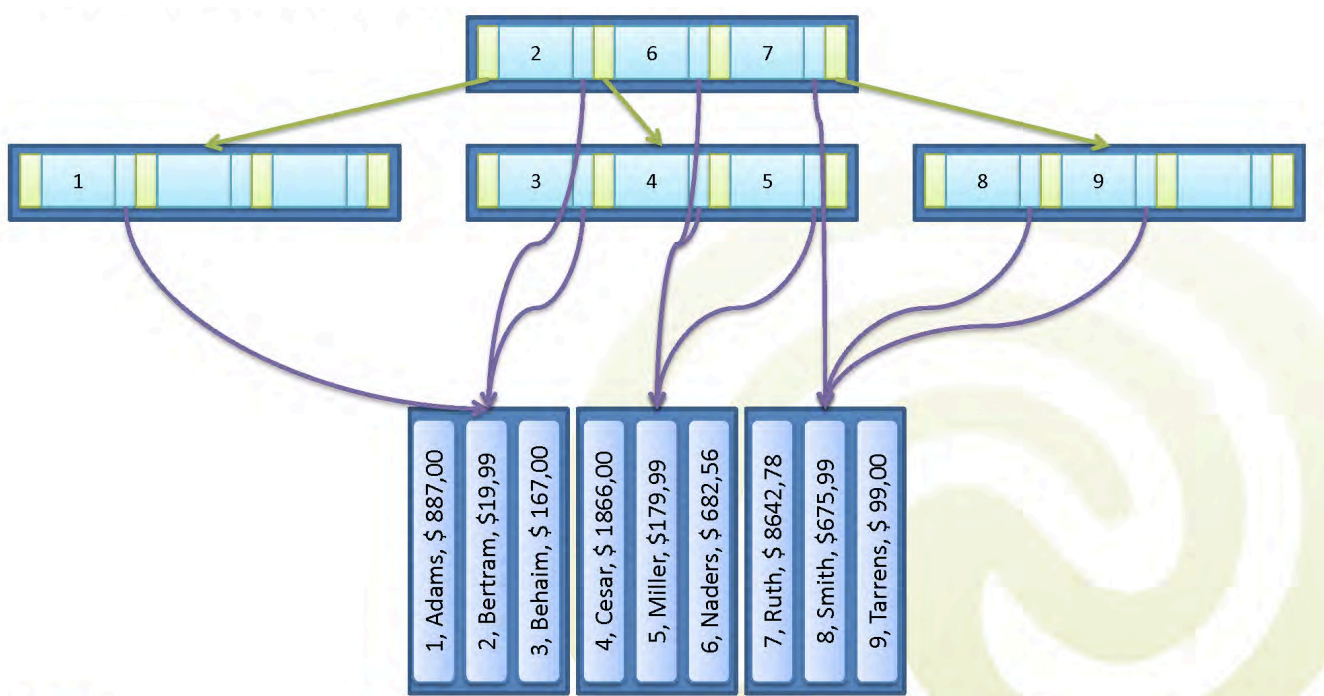 2 6 7
1
3 4 5
8 9
1, Adams, $ 887,00
2, Bertram, $19,99
3, Behaim, $ 167,00
4, Cesar, $ 1866,00
5, Miller, $179,99
6, Naders, $ 682,56
7, Ruth, $ 8642,78
8, Smith, $675,99
9, Tarrens, $ 99,00